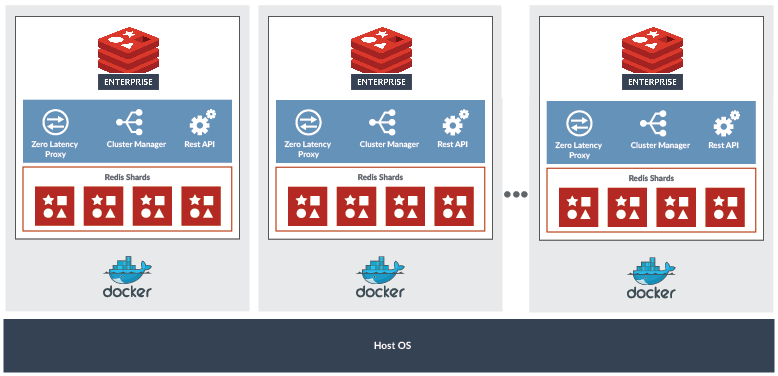 ENTERPRISE
Zero Latency
Proxy
Cluster Manager
Rest API
Redis Shards
docker
ENTERPRISE
Zero Latency
Proxy
Cluster Manager
Rest API
Redis Shards
docker
ENTERPRISE
Zero Latency
Proxy
Cluster Manager
Rest API
Redis Shards
docker
Host OS